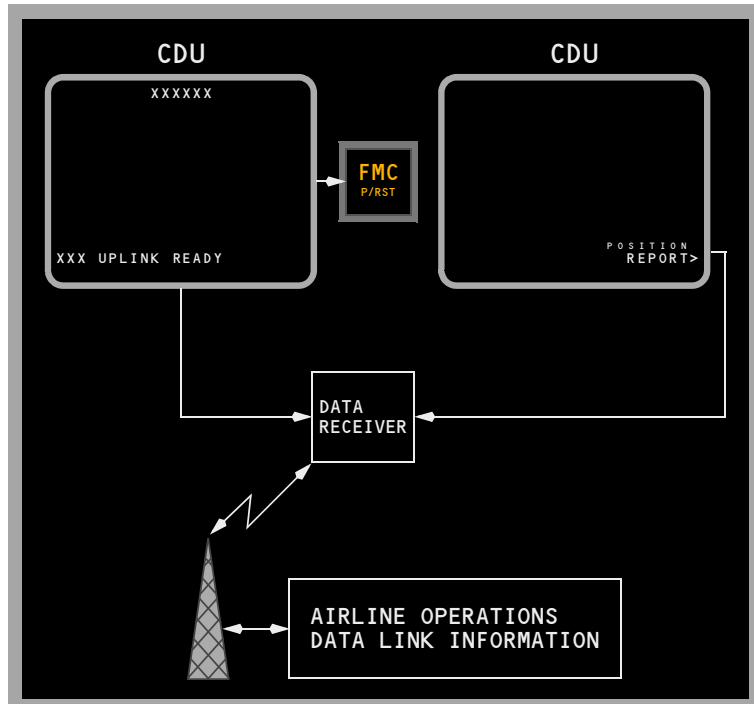 CDU
CDU
XXXXXX
FMC
P/RST
POSITION
REPORT>
XXX UPLINK READY
DATA
RECEIVER
AIRLINE OPERATIONS
DATA LINK INFORMATION